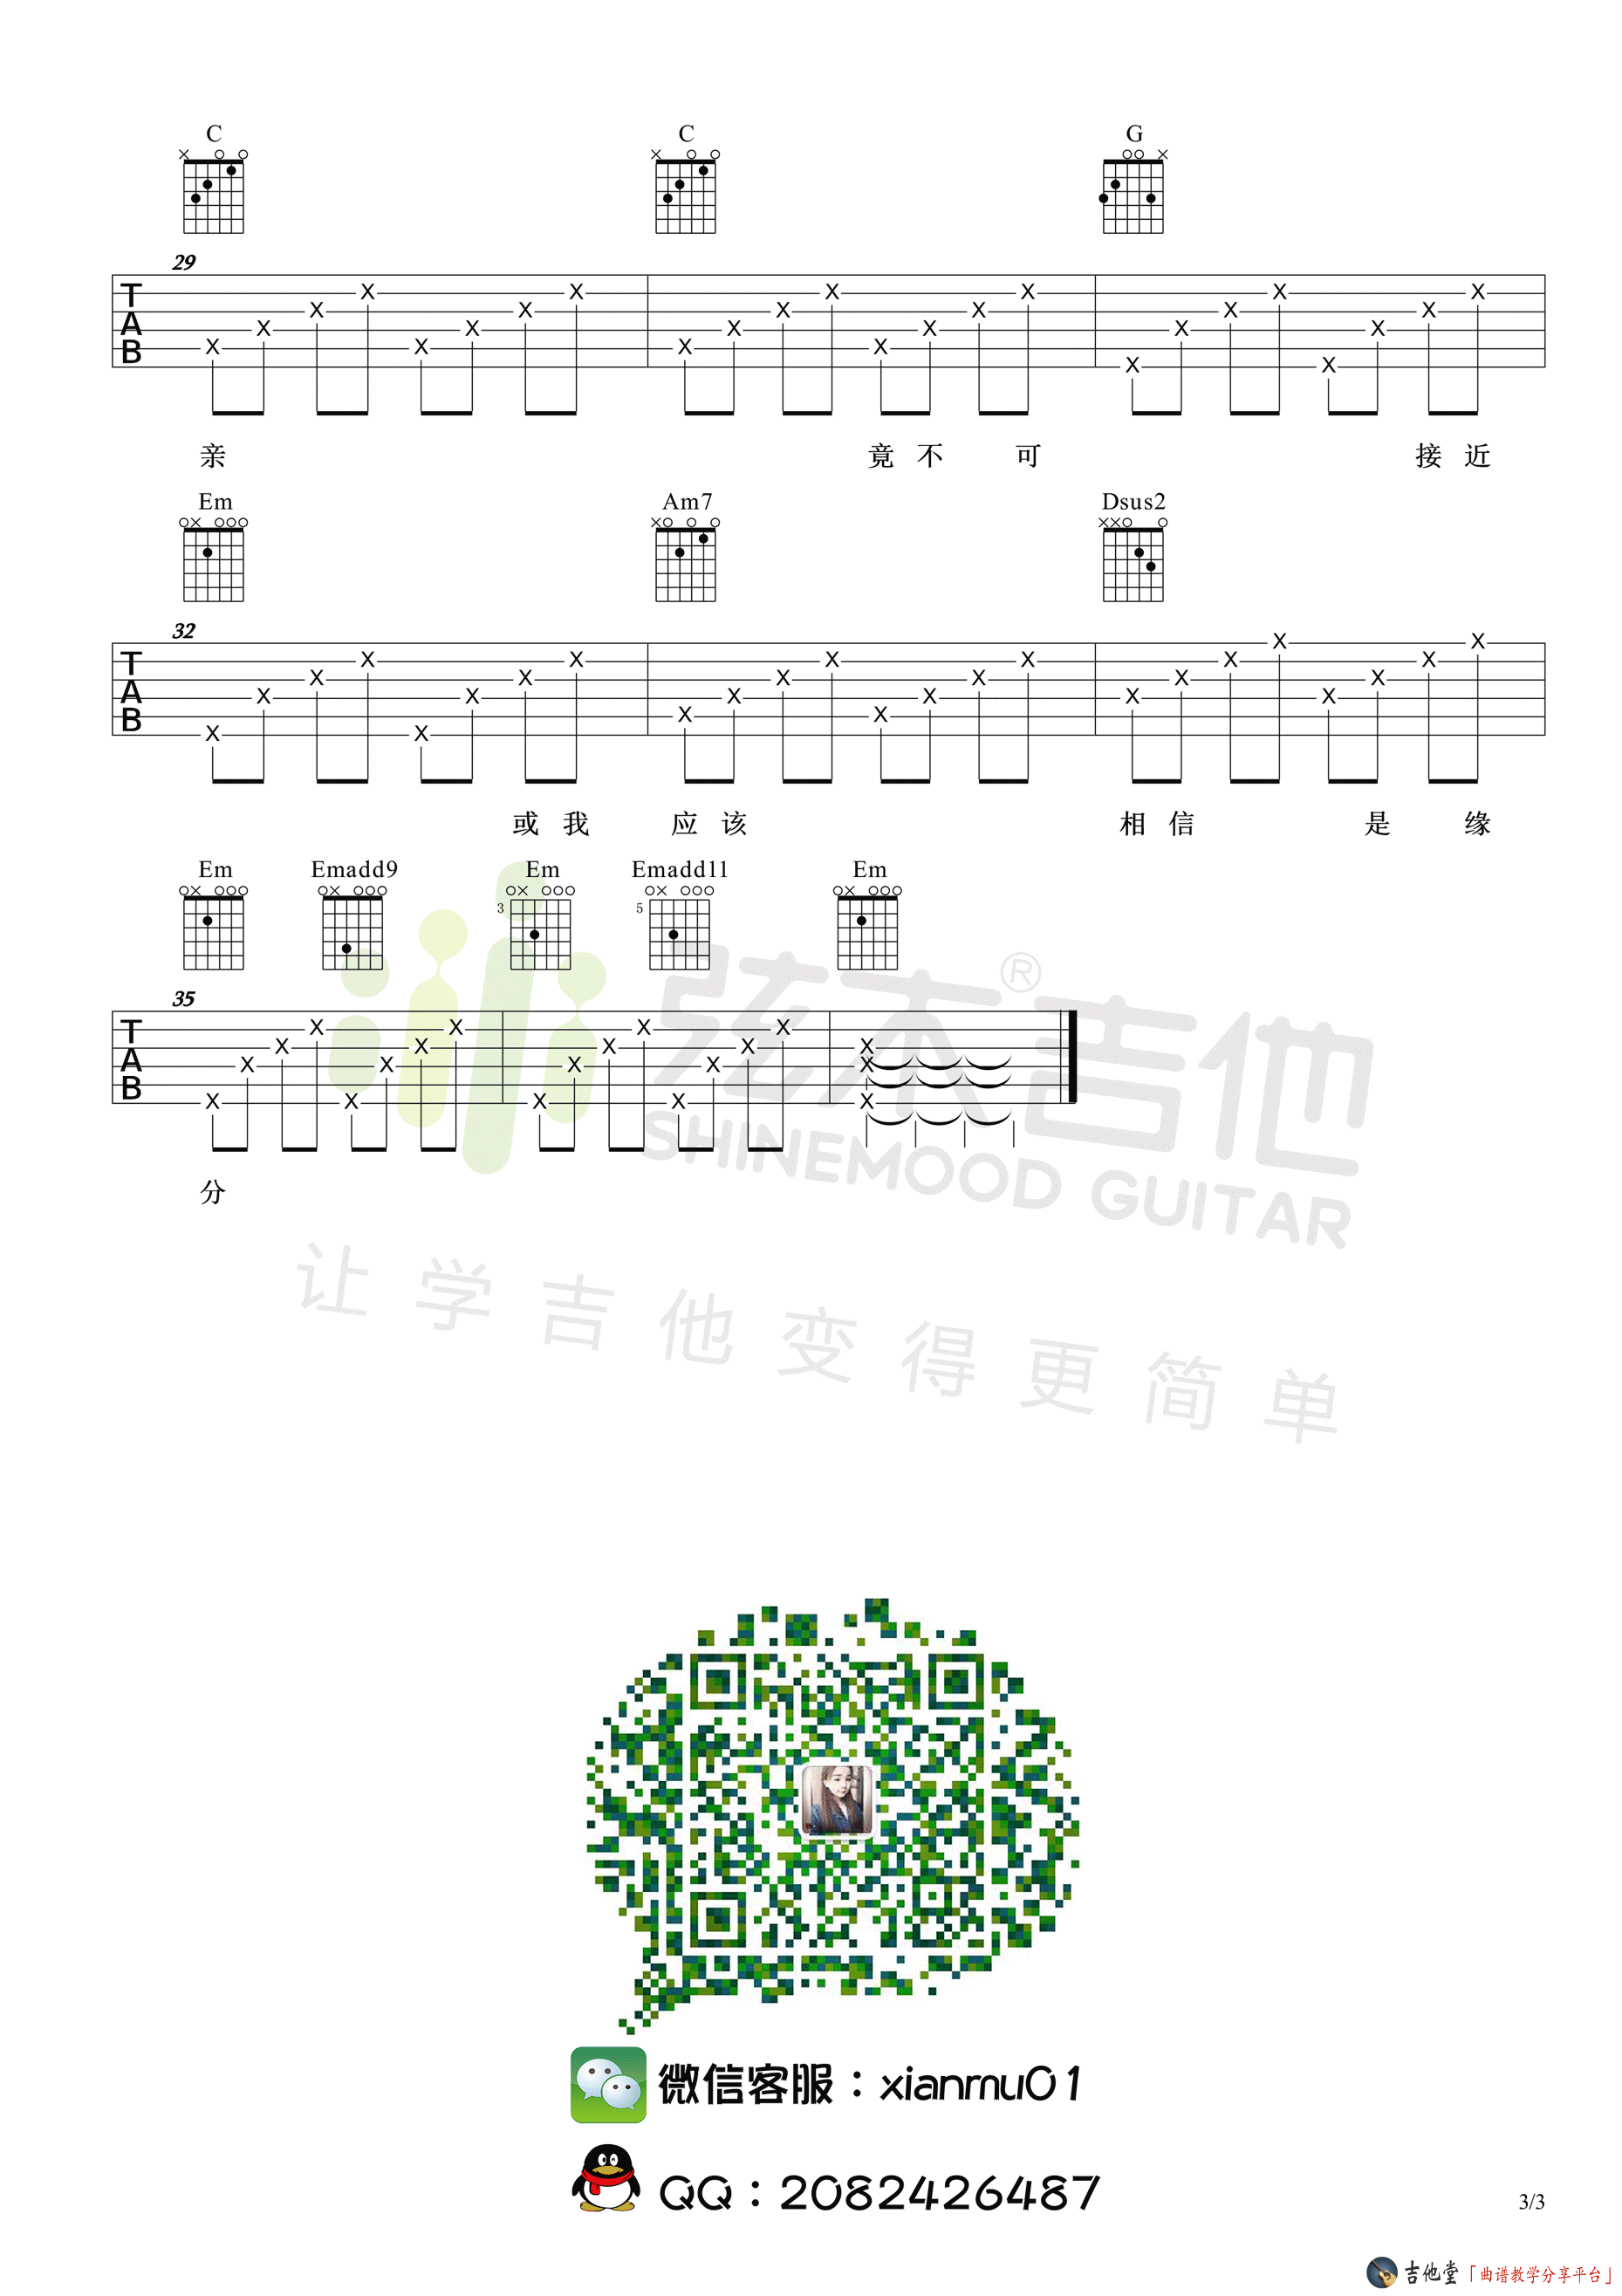 C C G
29
T
A
B
X X X X X X X X X X X X X X X X X X X X X X X X
亲 竟 不 可 接 近
Em Am7 Dsus2
32
T
A
B
X X X X X X X X X X X X X X X X X X X X X X X X
或 我 应 该 相 信 是 缘
Em Emadd9 Em Emadd11 Em
3 5
35
T
A
B
X X X X X X X X X X X X X X X X X X X
分
弦木®吉他
SHINEMOOD GUITAR
让学吉他变得更简单
微信客服：xianmu01
QQ：2082426487
3/3
吉他堂「曲谱教学分享平台」